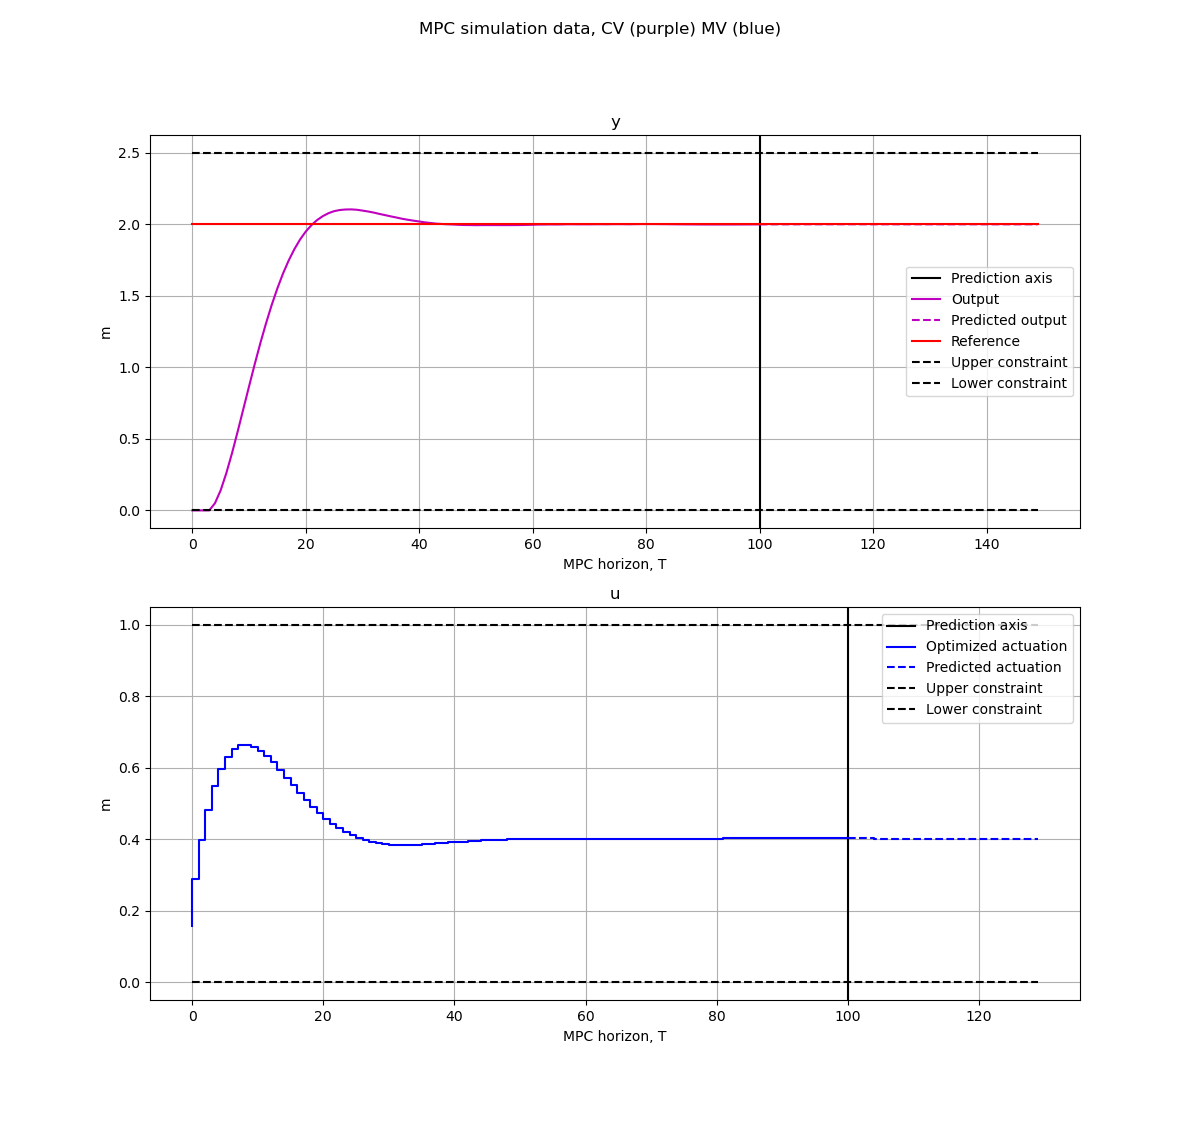 MPC simulation data, CV (purple) MV (blue)
y
2.5
2.0
1.5
1.0
0.5
0.0
m
Prediction axis
Output
Predicted output
Reference
Upper constraint
Lower constraint
0 20 40 60 80 100 120 140
MPC horizon, T
u
1.0
0.8
0.6
0.4
0.2
0.0
m
Prediction axis
Optimized actuation
Predicted actuation
Upper constraint
Lower constraint
0 20 40 60 80 100 120
MPC horizon, T